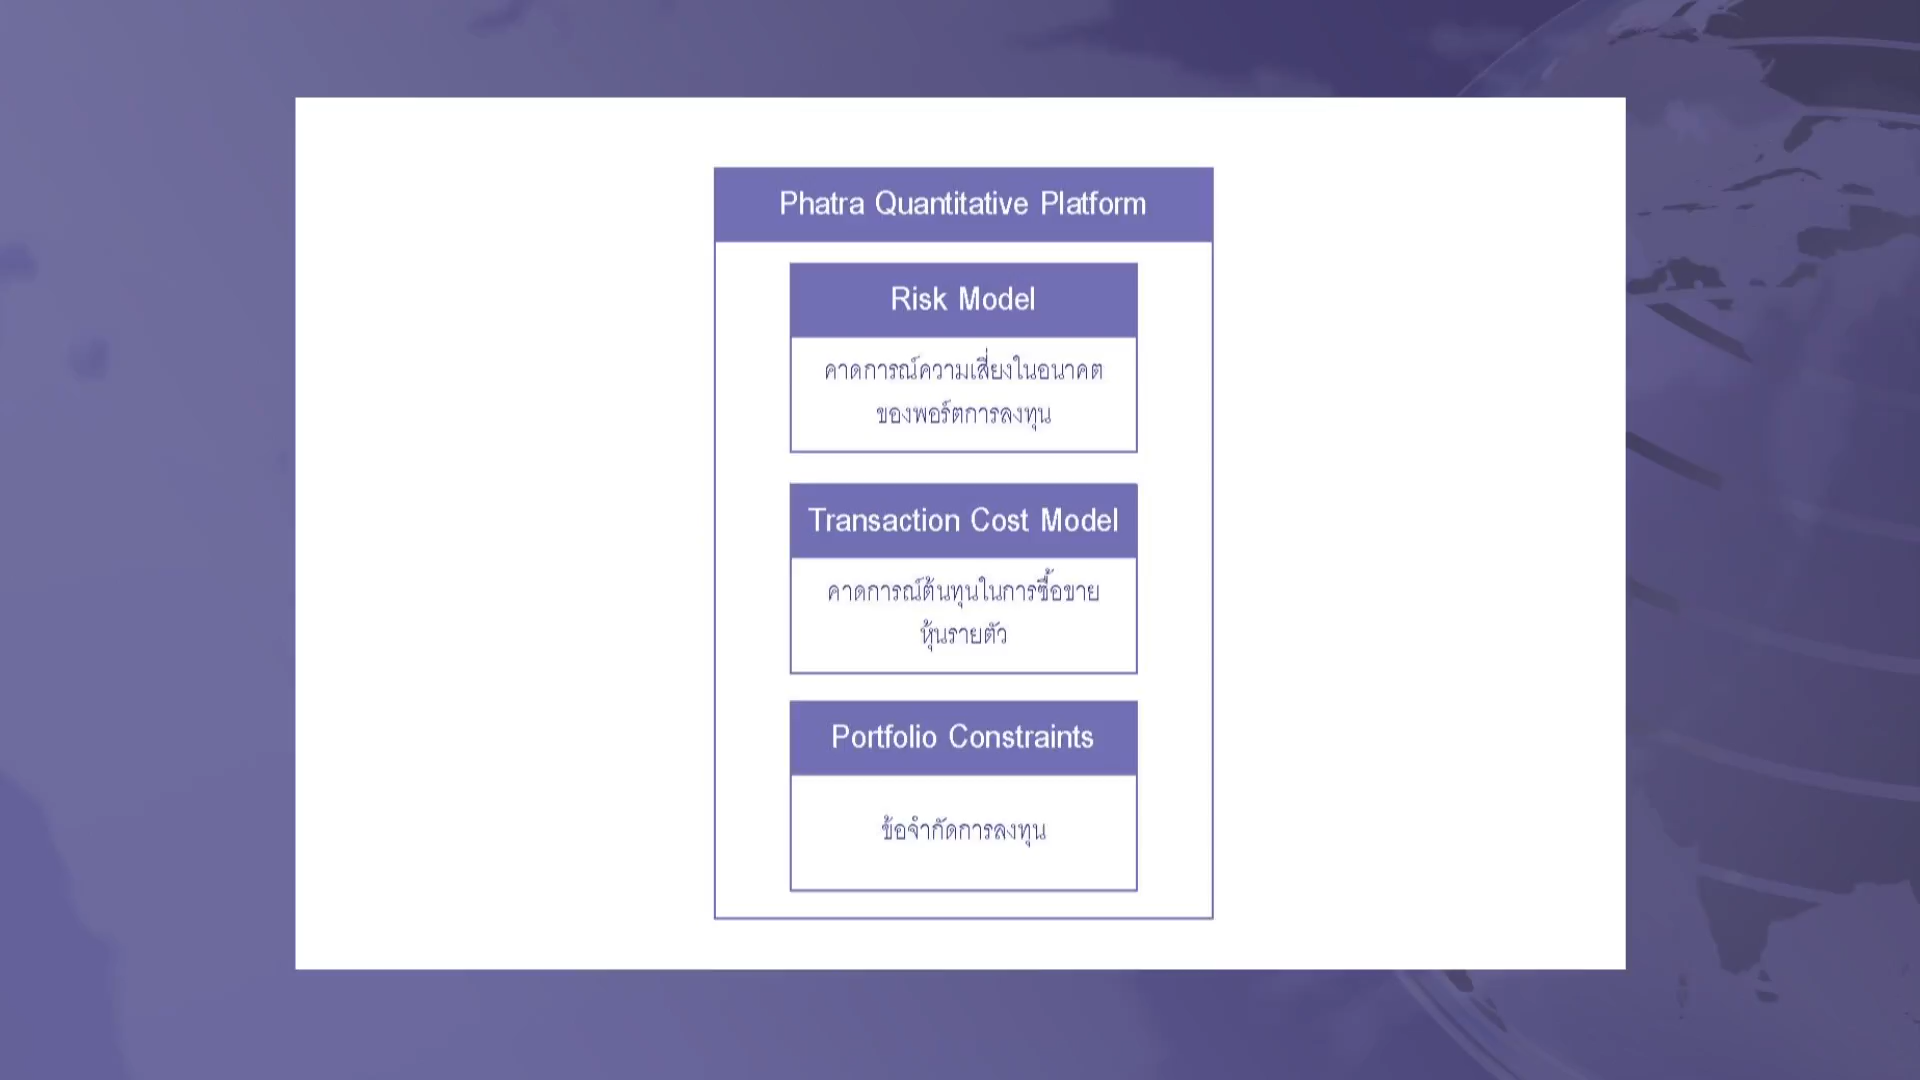 Phatra Quantitative Platform
Risk Model
คาดการณ์ความเสี่ยงในอนาคต
ของพอร์ตการลงทุน
Transaction Cost Model
คาดการณ์ต้นทุนในการซื้อขาย
หุ้นรายตัว
Portfolio Constraints
ข้อจำกัดการลงทุน